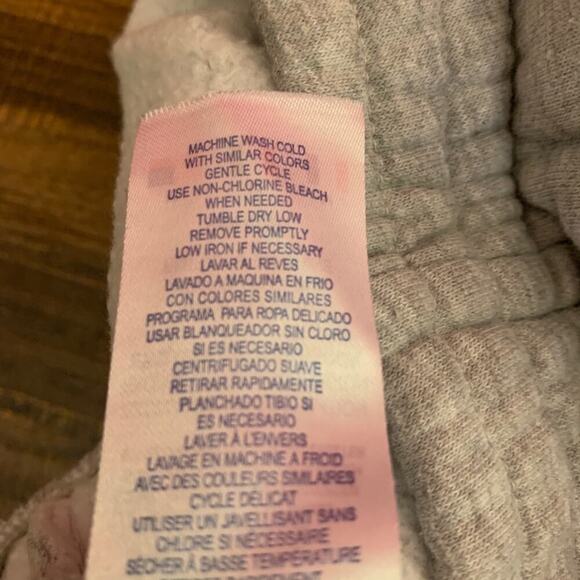 MACHIINE WASH COLD
WITH SIMILAR COLORS
GENTLE CYCLE
USE NON-CHLORINE BLEACH
WHEN NEEDED
TUMBLE DRY LOW
REMOVE PROMPTLY
LOW IRON IF NECESSARY
LAVAR AL REVES
LAVADO A MAQUINA EN FRIO
CON COLORES SIMILARES
PROGRAMA PARA ROPA DELICADO
USAR BLANQUEADOR SIN CLORO
SI ES NECESARIO
CENTRIFUGADO SUAVE
RETIRAR RAPIDAMENTE
PLANCHADO TIBIO SI
ES NECESARIO
LAVER À L'ENVERS
LAVAGE EN MACHINE A FROID
AVEC DES COULEURS SIMILAIRES
CYCLE DÉLICAT
UTILISER UN JAVELLISANT SANS
CHLORE SI NÉCESSAIRE
SÉCHER À BASSE TEMPÉRATURE